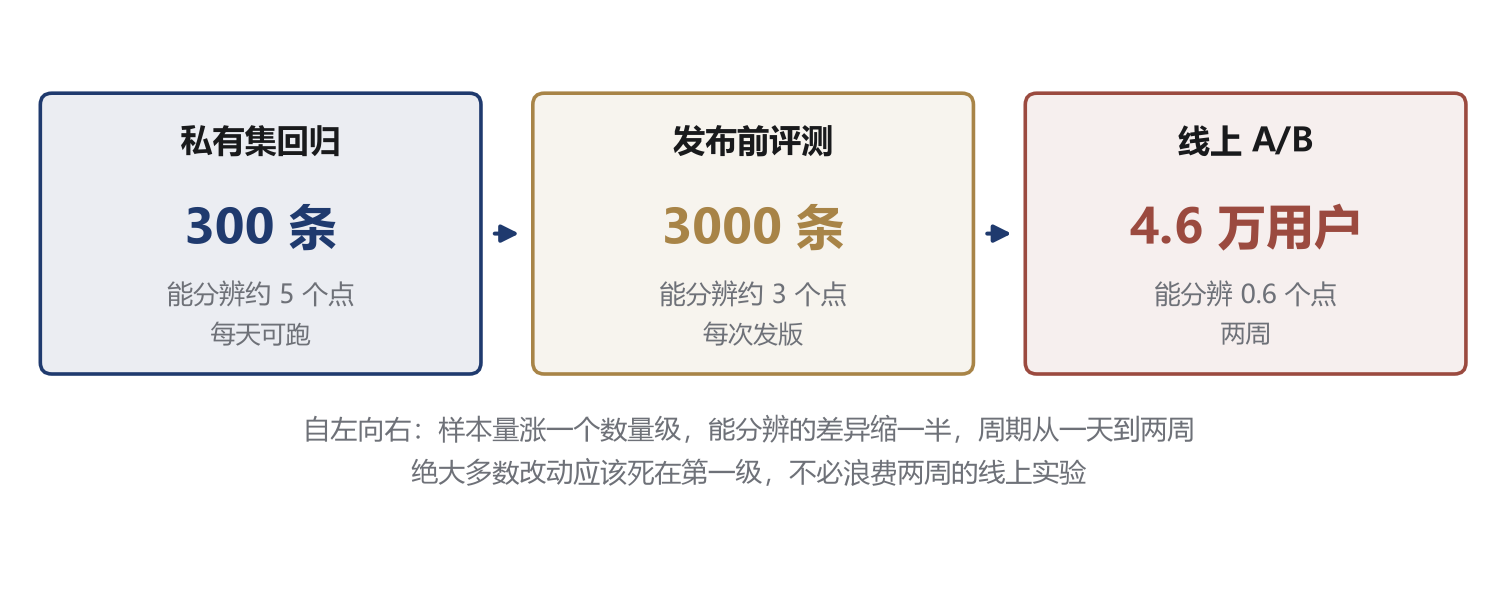 私有集回归
300 条
能分辨约 5 个点
每天可跑
发布前评测
3000 条
能分辨约 3 个点
每次发版
线上 A/B
4.6 万用户
能分辨 0.6 个点
两周
自左向右：样本量涨一个数量级，能分辨的差异缩一半，周期从一天到两周
绝大多数改动应该死在第一级，不必浪费两周的线上实验